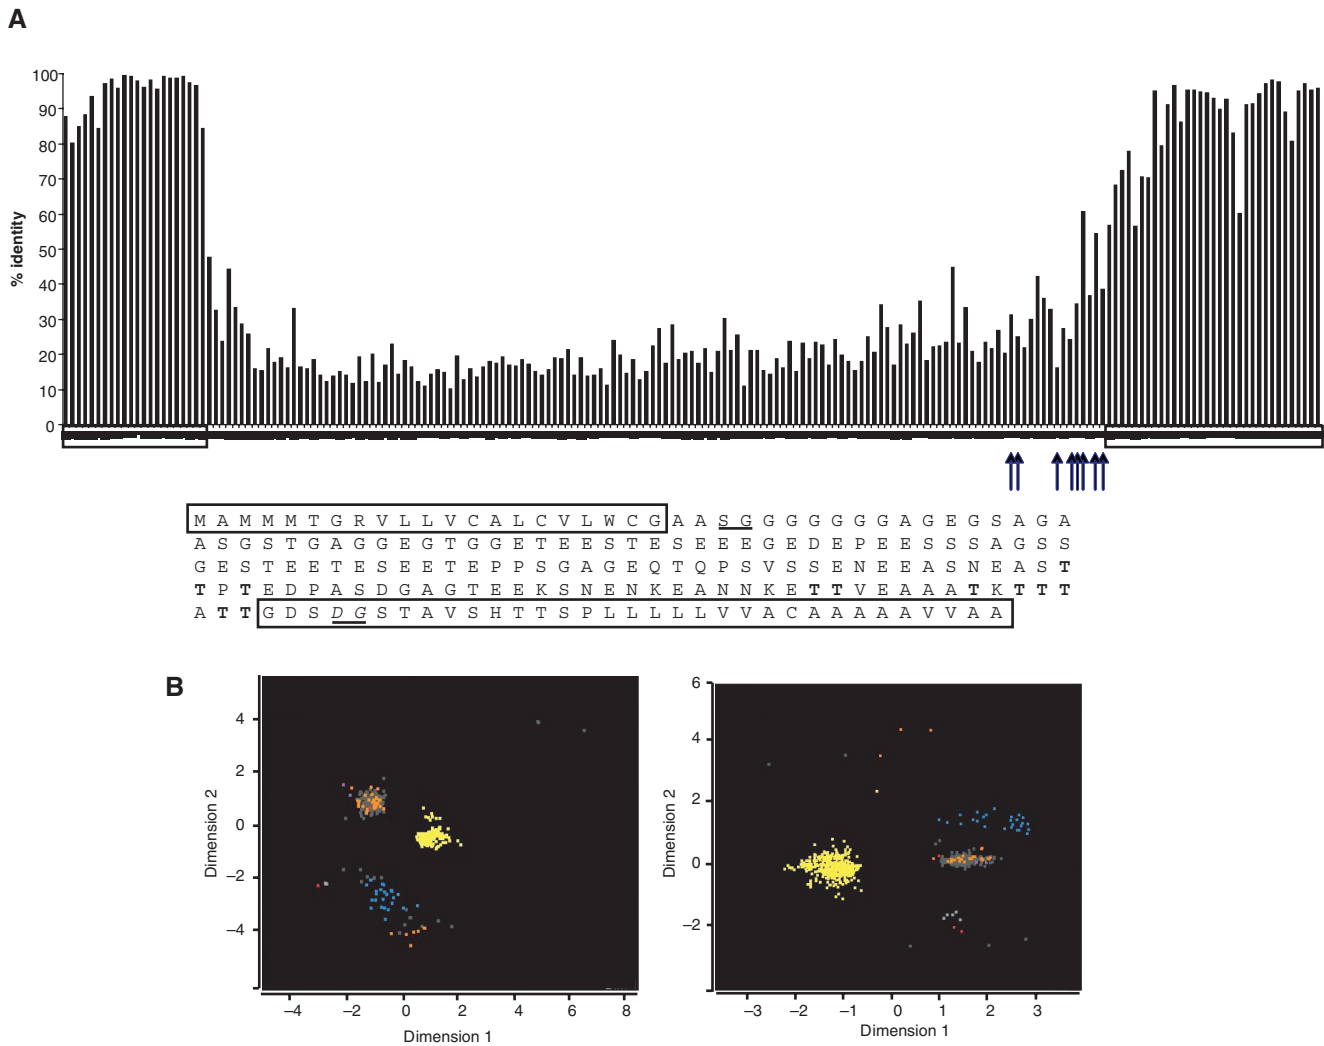 A
% identity
100
90
80
70
60
50
40
30
20
10
0
M A M M M T G R V L L V C A L C V L W C G A A S G G G G G G G A G E G S A G A
A S G S T G A G G E G T G G E T E E S T E S E E E G E D E P E E S S S A G S S
G E S T E E T E S E E T E P P S G A G E Q T Q P S V S S E N E E A S N E A S T
T P T E D P A S D G A G T E E K S N E N K E A N N K E T T V E A A A T K T T T
A T T G D S D G S T A V S H T T S P L L L L L V V A C A A A A A V V A A
B
Dimension 2
4
2
0
−2
−4
−4 −2 0 2 4 6 8
Dimension 1
Dimension 2
6
4
2
0
−2
−3 −2 −1 0 1 2 3
Dimension 1